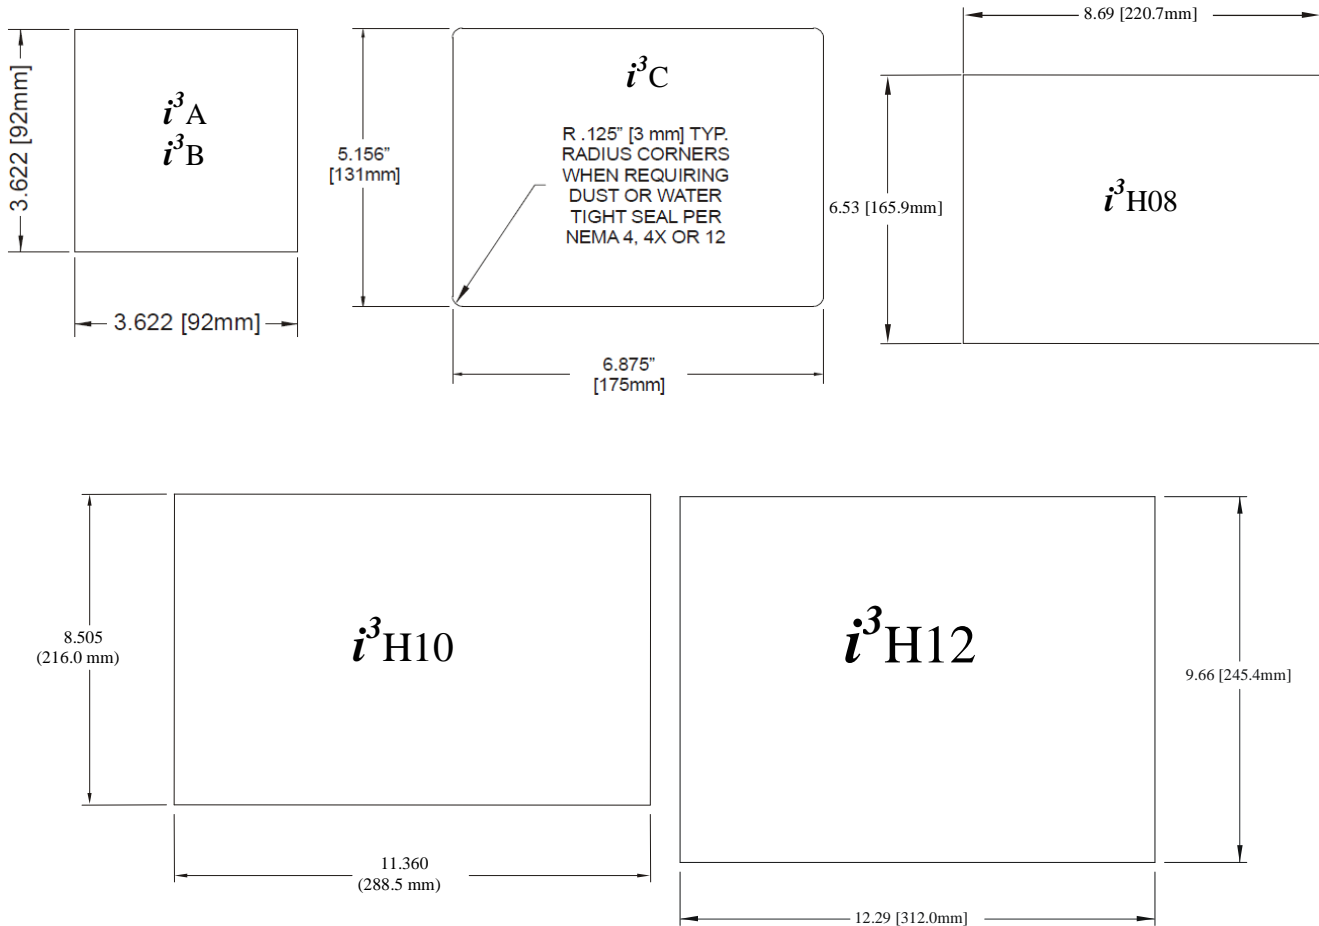 3.622 [92mm]
i³A
i³B
3.622 [92mm]
5.156”
[131mm]
i³C
R .125” [3 mm] TYP.
RADIUS CORNERS
WHEN REQUIRING
DUST OR WATER
TIGHT SEAL PER
NEMA 4, 4X OR 12
6.875”
[175mm]
8.69 [220.7mm]
6.53 [165.9mm]
i³H08
8.505
(216.0 mm)
i³H10
11.360
(288.5 mm)
i³H12
9.66 [245.4mm]
12.29 [312.0mm]